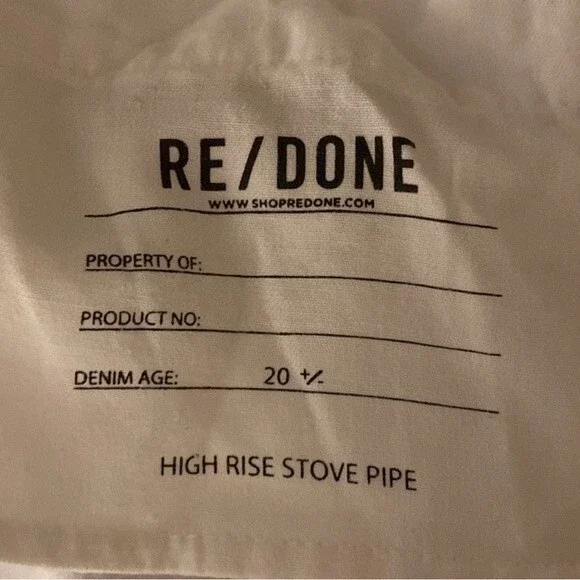 RE/DONE
WWW SHOPREDONE.COM
PROPERTY OF:
PRODUCT NO:
DENIM AGE: 20 +/-
HIGH RISE STOVE PIPE